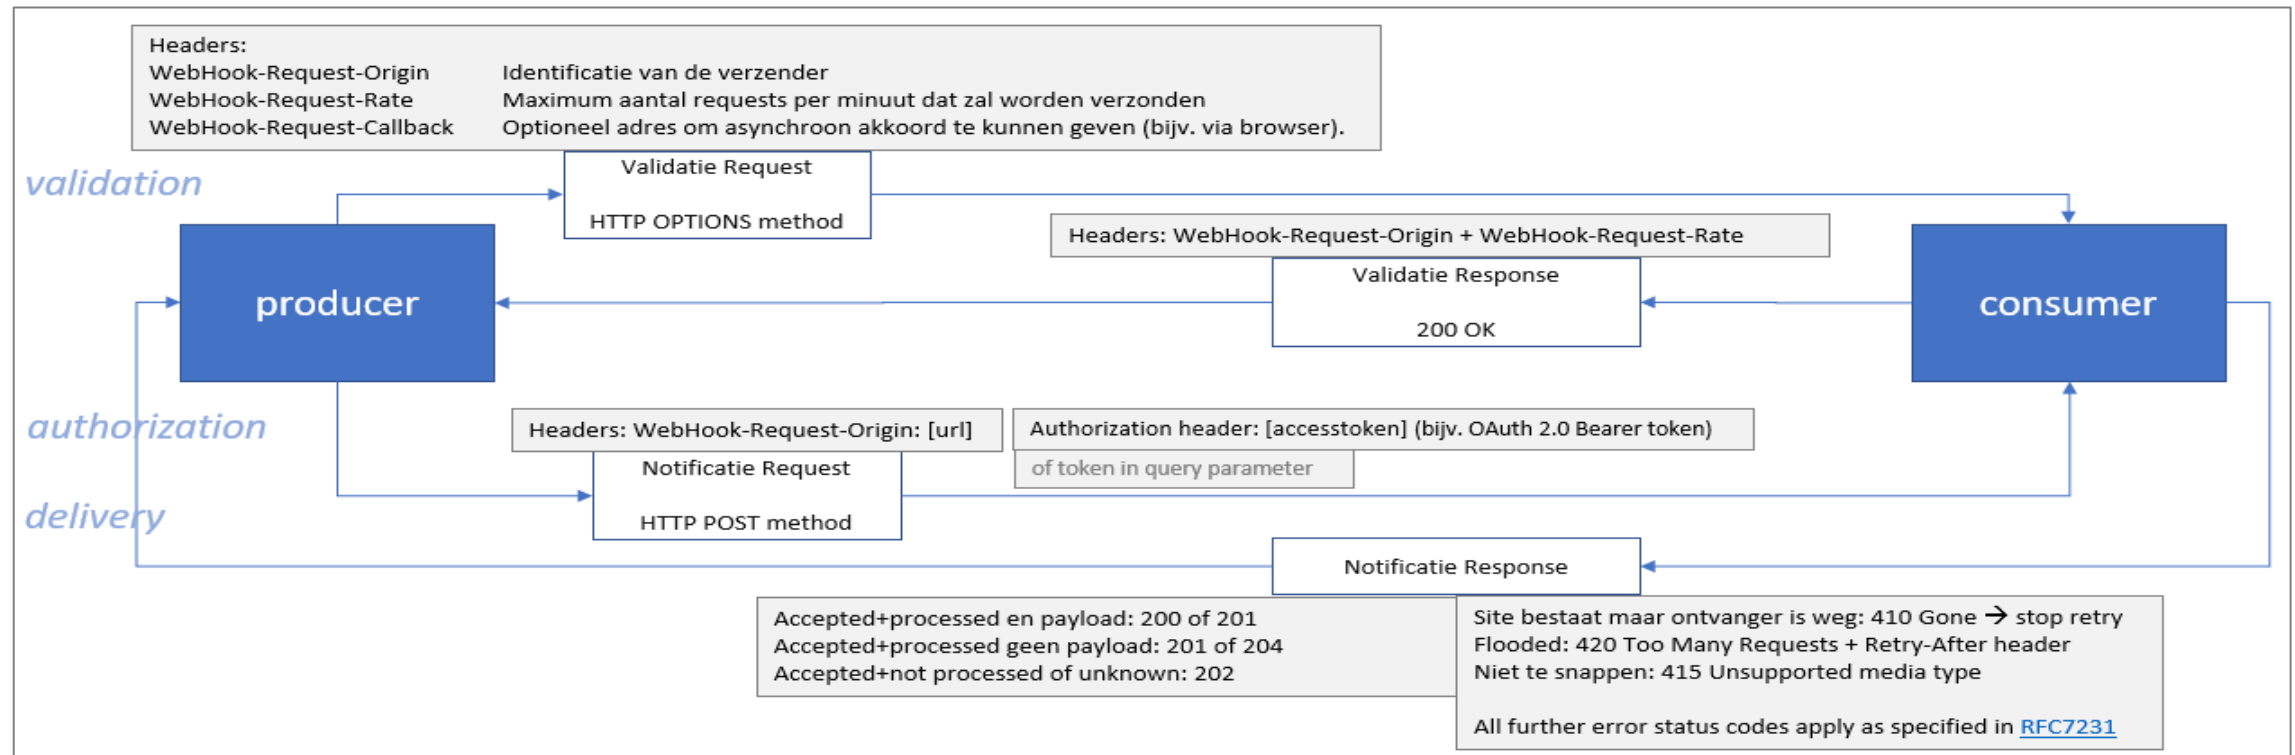 Headers:
WebHook-Request-Origin Identificatie van de verzender
WebHook-Request-Rate Maximum aantal requests per minuut dat zal worden verzonden
WebHook-Request-Callback Optioneel adres om asynchroon akkoord te kunnen geven (bijv. via browser).
validation
Validatie Request
HTTP OPTIONS method
Headers: WebHook-Request-Origin + WebHook-Request-Rate
Validatie Response
200 OK
producer
consumer
authorization
Headers: WebHook-Request-Origin: [url]
Authorization header: [accesstoken] (bijv. OAuth 2.0 Bearer token)
of token in query parameter
Notificatie Request
HTTP POST method
delivery
Notificatie Response
Accepted+processed en payload: 200 of 201
Accepted+processed geen payload: 201 of 204
Accepted+not processed of unknown: 202
Site bestaat maar ontvanger is weg: 410 Gone → stop retry
Flooded: 420 Too Many Requests + Retry-After header
Niet te snappen: 415 Unsupported media type
All further error status codes apply as specified in RFC7231